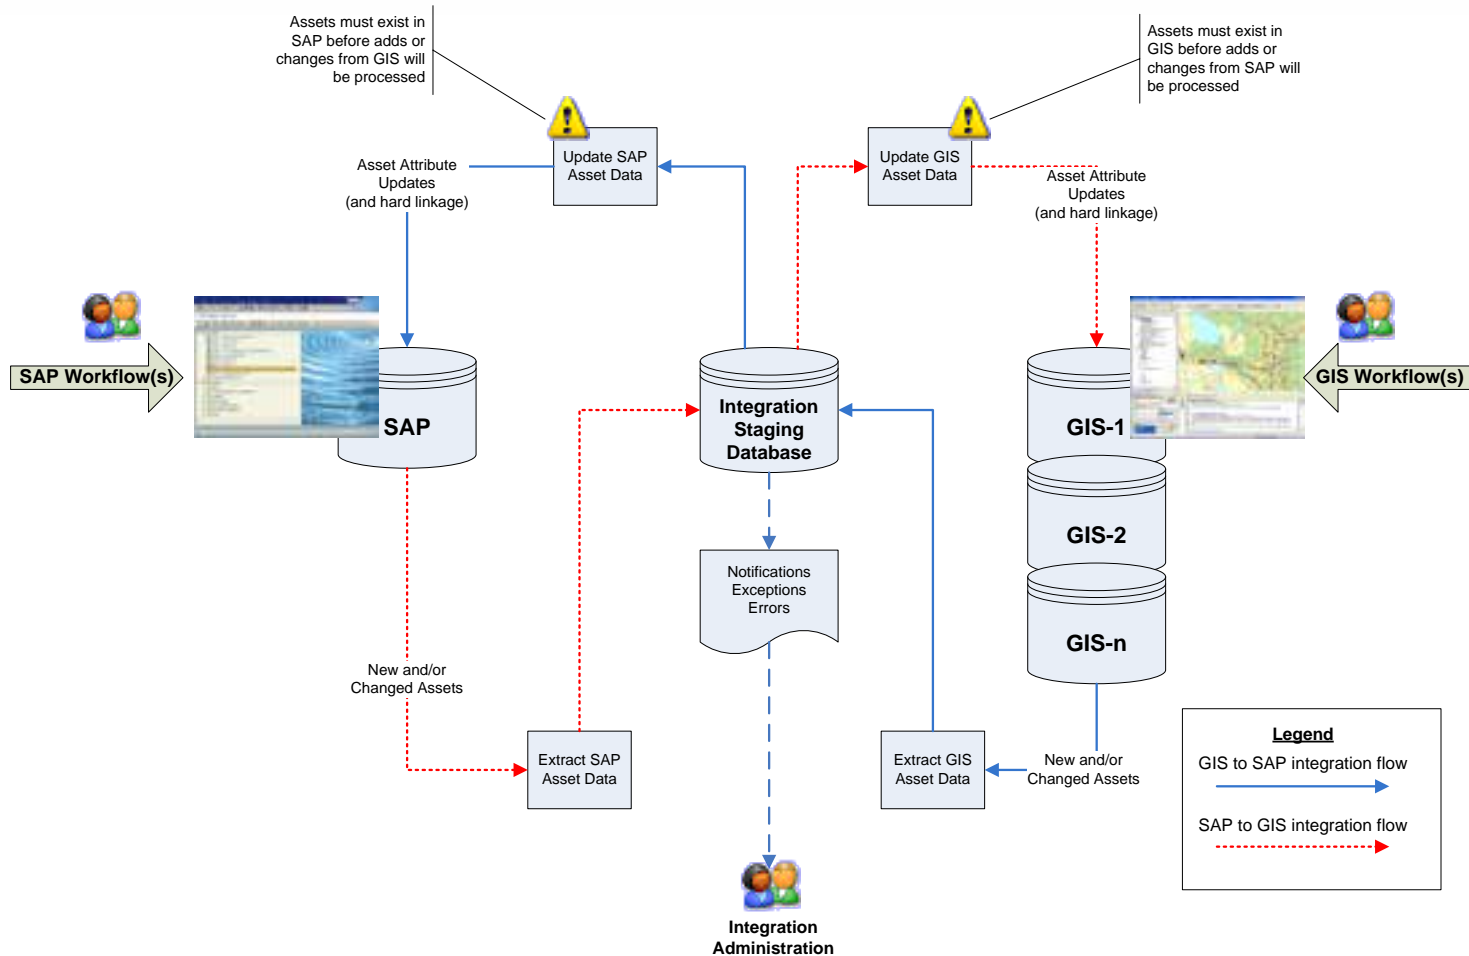 Assets must exist in
SAP before adds or
changes from GIS will
be processed
Assets must exist in
GIS before adds or
changes from SAP will
be processed
Update SAP
Asset Data
Update GIS
Asset Data
Asset Attribute
Updates
(and hard linkage)
Asset Attribute
Updates
(and hard linkage)
SAP Workflow(s)
GIS Workflow(s)
SAP
Integration
Staging
Database
GIS-1
GIS-2
GIS-n
Notifications
Exceptions
Errors
New and/or
Changed Assets
Extract SAP
Asset Data
Extract GIS
Asset Data
New and/or
Changed Assets
Legend
GIS to SAP integration flow
SAP to GIS integration flow
Integration
Administration